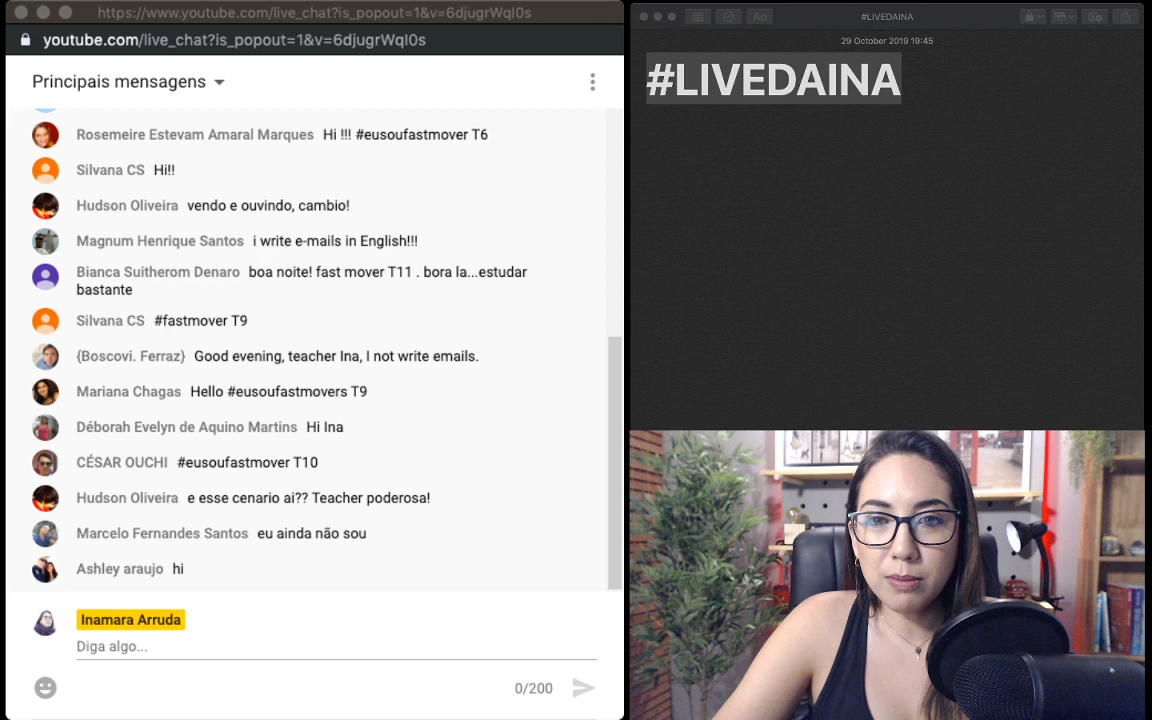 https://www.youtube.com/live_chat?is_popout=1&v=6djugrWqI0s
youtube.com/live_chat?is_popout=1&v=6djugrWqI0s
Principais mensagens
Rosemeire Estevam Amaral Marques Hi !!! #eusoufastmover T6
Silvana CS Hi!!
Hudson Oliveira vendo e ouvindo, cambio!
Magnum Henrique Santos i write e-mails in English!!!
Bianca Suitherom Denaro boa noite! fast mover T11 . bora la...estudar
bastante
Silvana CS #fastmover T9
{Boscovi. Ferraz} Good evening, teacher Ina, I not write emails.
Mariana Chagas Hello #eusoufastmovers T9
Déborah Evelyn de Aquino Martins Hi Ina
CÉSAR OUCHI #eusoufastmover T10
Hudson Oliveira e esse cenario ai?? Teacher poderosa!
Marcelo Fernandes Santos eu ainda não sou
Ashley araujo hi
Inamara Arruda
Diga algo...
0/200
Aa
#LIVEDAINA
29 October 2019 19:45
#LIVEDAINA